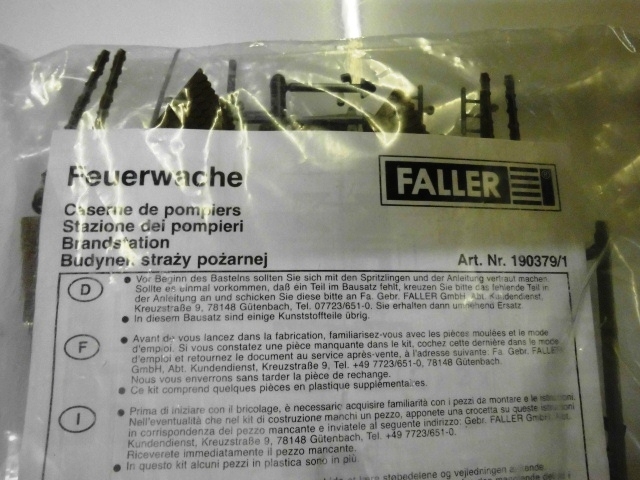 Feuerwache
FALLER
Caserne de pompiers
Stazione dei pompieri
Brandstation
Budynek straży pożarnej
Art. Nr. 190379/1
D
• Vor Beginn des Bastelns sollten Sie sich mit den Spritzlingen und der Anleitung vertraut machen.
Sollte es einmal vorkommen, daß ein Teil im Bausatz fehlt, kreuzen Sie bitte das fehlende Teil in
der Anleitung an und schicken Sie diese bitte an Fa. Gebr. FALLER GmbH, Abt. Kundendienst,
Kreuzstraße 9, 78148 Gütenbach, Tel. 07723/651-0. Sie erhalten dann umgehend Ersatz.
• In diesem Bausatz sind einige Kunststoffteile übrig.
F
• Avant de vous lancez dans la fabrication, familiarisez-vous avec les pièces moulées et le mode
d'emploi. Si vous constatez une pièce manquante dans le kit, cochez cette dernière dans le mode
d'emploi et retournez le document au service après-vente, à l'adresse suivante. Fa. Gebr. FALLER
GmbH, Abt. Kundendienst, Kreuzstraße 9, Tel. +49 7723/651-0, 78148 Gütenbach.
Nous vous enverrons sans tarder la pièce de rechange.
• Ce kit comprend quelques pièces en plastique supplémentaires.
I
• Prima di iniziare con il bricolage, è necessario acquisire familiarità con i pezzi da montare e le istruzioni.
Nell'eventualità che nel kit di costruzione manchi un pezzo, apponete una crocetta su queste istruzioni
in corrispondenza del pezzo mancante e inviatele al seguente indirizzo: Gebr. FALLER GmbH, Abt.
Kundendienst, Kreuzstraße 9, 78148 Gütenbach, Tel. +49 7723/651-0.
Riceverete immediatamente il pezzo mancante.
• In questo kit alcuni pezzi in plastica sono in più.
støbedelene og vejledningen